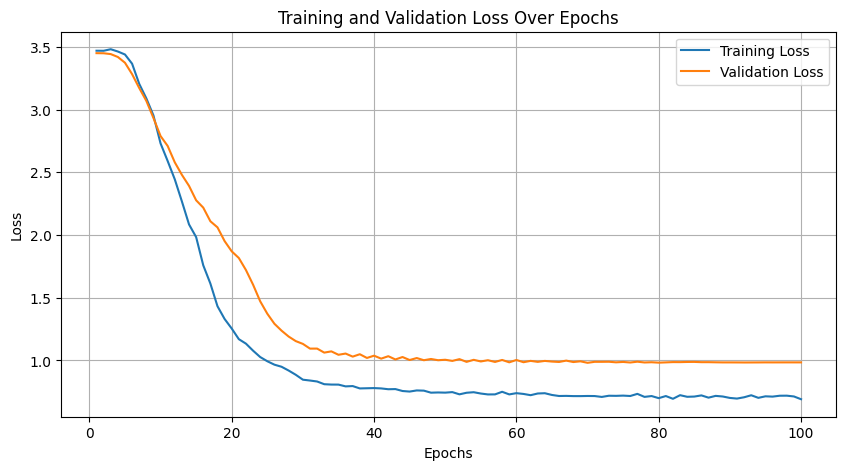 Training and Validation Loss Over Epochs
Training Loss
Validation Loss
3.5
3.0
2.5
2.0
1.5
1.0
Loss
0
20
40
60
80
100
Epochs